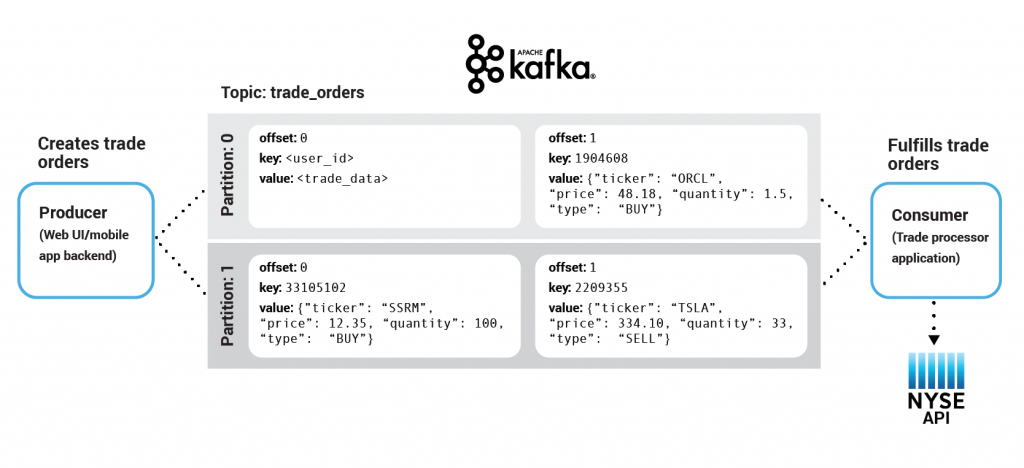 APACHE
kafka®
Topic: trade_orders
Creates trade
orders
Producer
(Web UI/mobile
app backend)
Partition: 0
offset: 0
key: <user_id>
value: <trade_data>
offset: 1
key: 1904608
value: {"ticker": “ORCL”,
“price”: 48.18, “quantity”: 1.5,
“type”:  “BUY”}
Partition: 1
offset: 0
key: 33105102
value: {"ticker”: “SSRM”,
“price”: 12.35, “quantity”: 100,
“type”:  “BUY”}
offset: 1
key: 2209355
value: {"ticker”: “TSLA”,
“price”: 334.10, “quantity”: 33,
“type”:  “SELL”}
Fulfills trade
orders
Consumer
(Trade processor
application)
NYSE
API